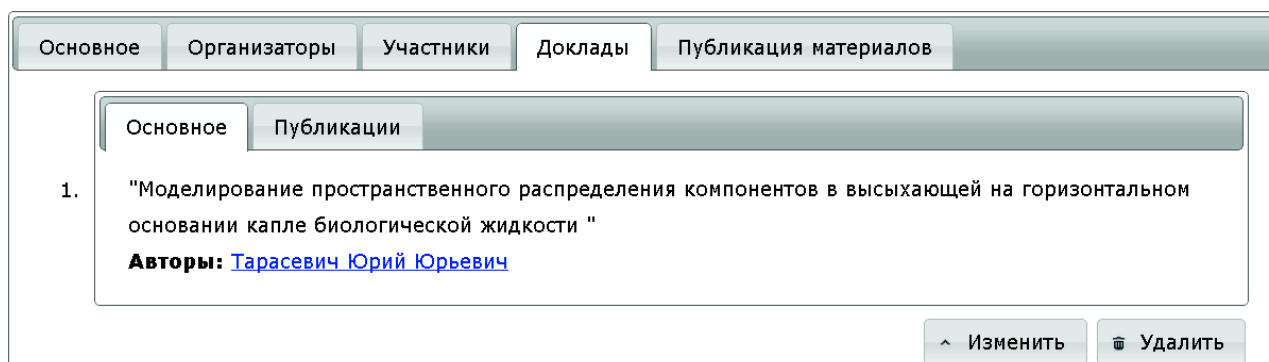 Основное Организаторы Участники Доклады Публикация материалов
Основное Публикации
1. "Моделирование пространственного распределения компонентов в высыхающей на горизонтальном
основании капле биологической жидкости "
Авторы: Тарасевич Юрий Юрьевич
Изменить Удалить